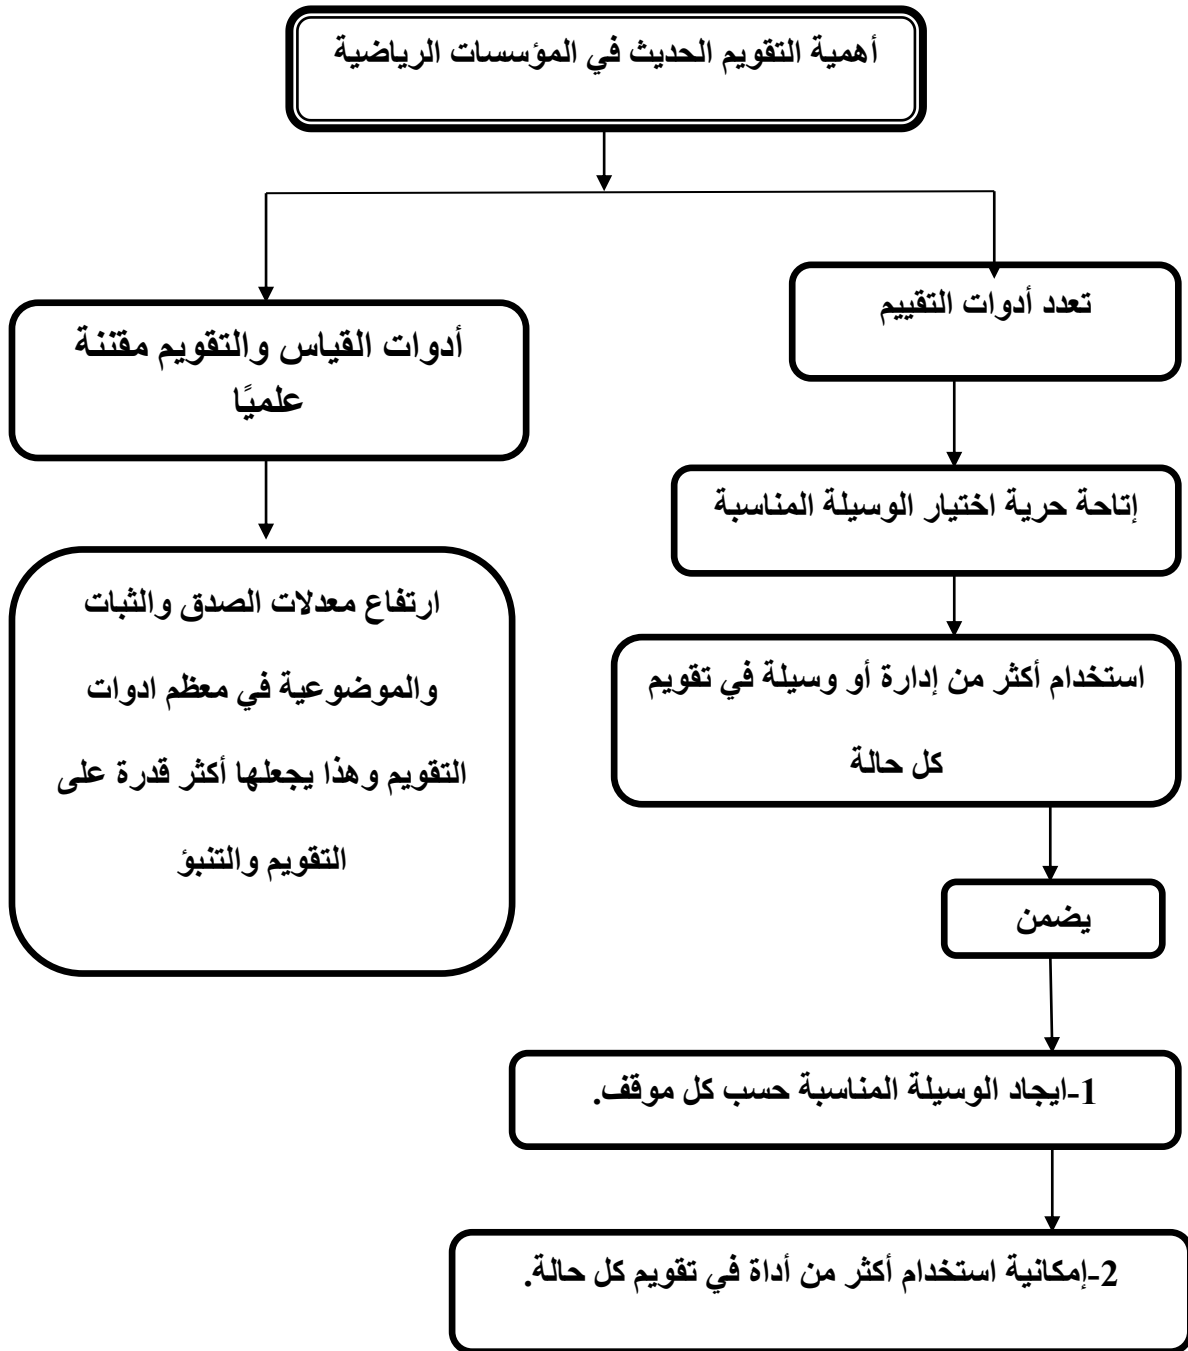 أهمية التقويم الحديث في المؤسسات الرياضية
تعدد أدوات التقييم
إتاحة حرية اختيار الوسيلة المناسبة
استخدام أكثر من إدارة أو وسيلة في تقويم
كل حالة
يضمن
1-ايجاد الوسيلة المناسبة حسب كل موقف.
2-إمكانية استخدام أكثر من أداة في تقويم كل حالة.
أدوات القياس والتقويم مقننة
علميًا
ارتفاع معدلات الصدق والثبات
والموضوعية في معظم ادوات
التقويم وهذا يجعلها أكثر قدرة على
التقويم والتنبؤ